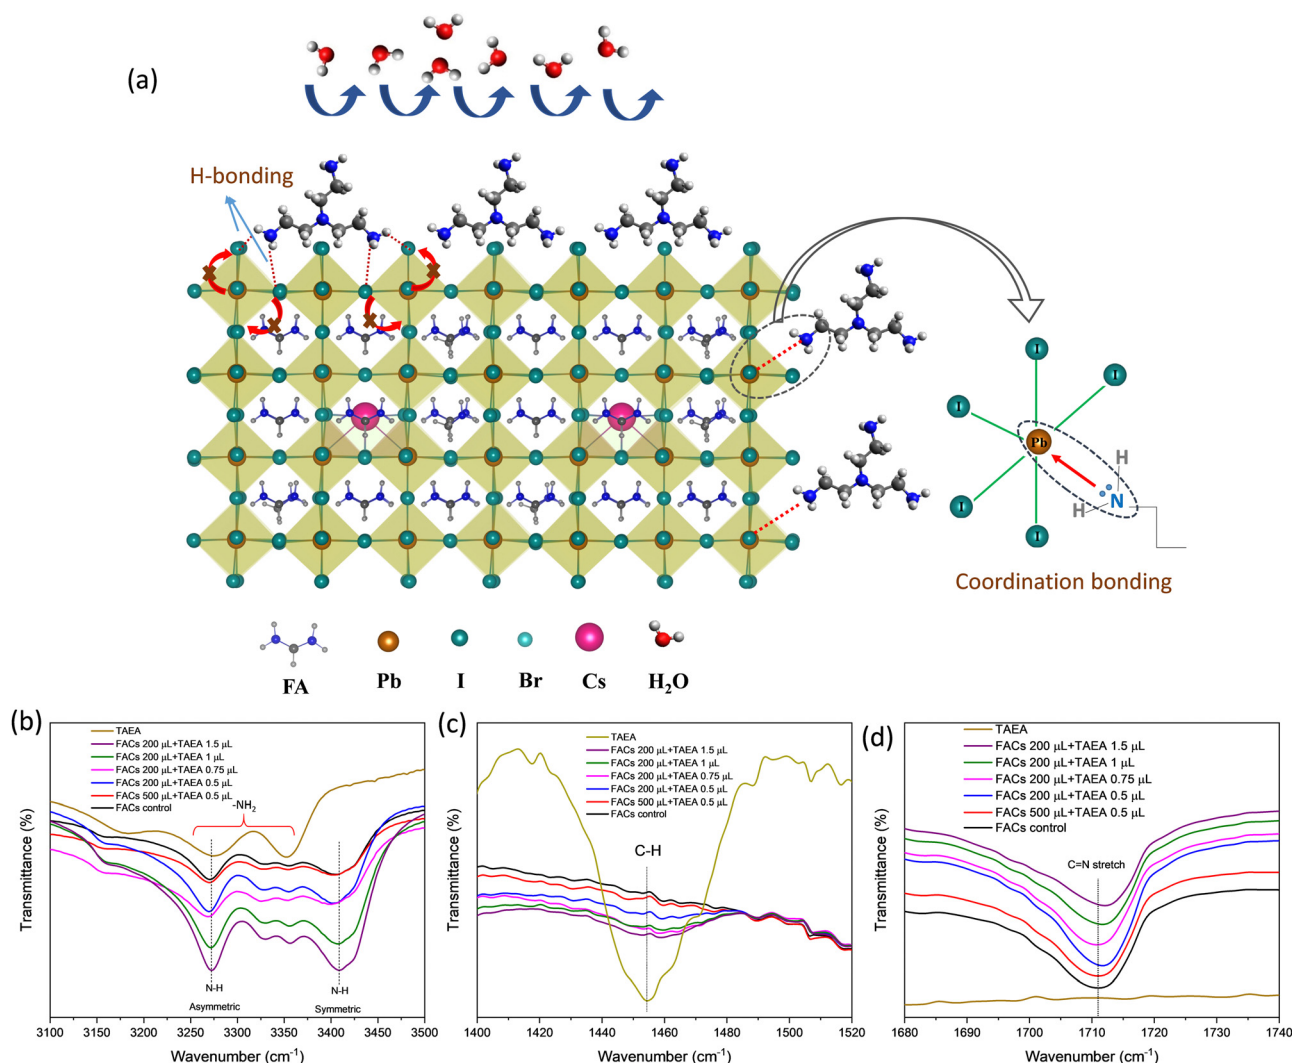 (a)
H-bonding
I
I
I
Pb
H
N
H
I
I
Coordination bonding
FA
Pb
I
Br
Cs
H₂O
(b)
TAEA
FACs 200 µL+TAEA 1.5 µL
FACs 200 µL+TAEA 1 µL
FACs 200 µL+TAEA 0.75 µL
FACs 200 µL+TAEA 0.5 µL
FACs 500 µL+TAEA 0.5 µL
FACs control
-NH₂
N-H
Asymmetric
N-H
Symmetric
Transmittance (%)
3100 3150 3200 3250 3300 3350 3400 3450 3500
Wavenumber (cm⁻¹)
(c)
TAEA
FACs 200 µL+TAEA 1.5 µL
FACs 200 µL+TAEA 1 µL
FACs 200 µL+TAEA 0.75 µL
FACs 200 µL+TAEA 0.5 µL
FACs 500 µL+TAEA 0.5 µL
FACs control
C-H
Transmittance (%)
1400 1420 1440 1460 1480 1500 1520
Wavenumber (cm⁻¹)
(d)
TAEA
FACs 200 µL+TAEA 1.5 µL
FACs 200 µL+TAEA 1 µL
FACs 200 µL+TAEA 0.75 µL
FACs 200 µL+TAEA 0.5 µL
FACs 500 µL+TAEA 0.5 µL
FACs control
C=N stretch
Transmittance (%)
1680 1690 1700 1710 1720 1730 1740
Wavenumber (cm⁻¹)